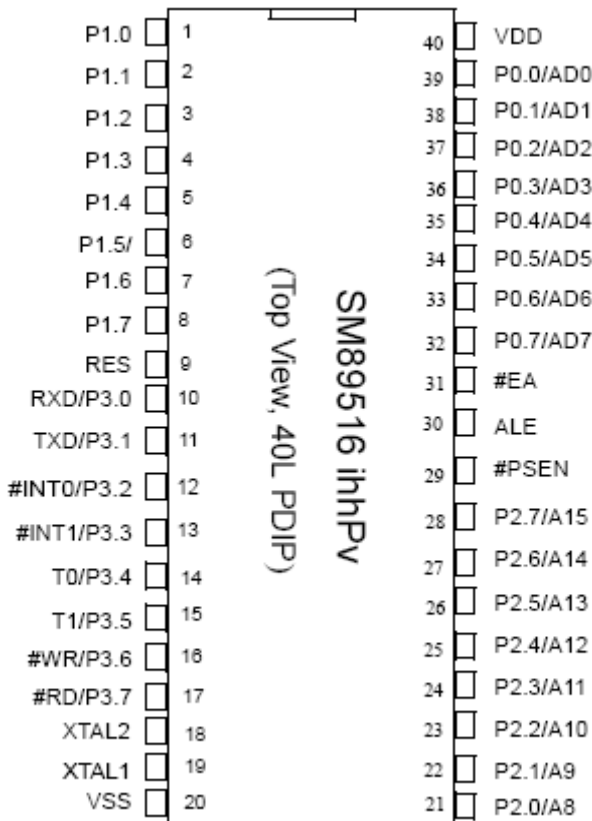 P1.0 1
P1.1 2
P1.2 3
P1.3 4
P1.4 5
P1.5/ 6
P1.6 7
P1.7 8
RES 9
RXD/P3.0 10
TXD/P3.1 11
#INT0/P3.2 12
#INT1/P3.3 13
T0/P3.4 14
T1/P3.5 15
#WR/P3.6 16
#RD/P3.7 17
XTAL2 18
XTAL1 19
VSS 20
SM89516 ihhPv
(Top View, 40L PDIP)
40 VDD
39 P0.0/AD0
38 P0.1/AD1
37 P0.2/AD2
36 P0.3/AD3
35 P0.4/AD4
34 P0.5/AD5
33 P0.6/AD6
32 P0.7/AD7
31 #EA
30 ALE
29 #PSEN
28 P2.7/A15
27 P2.6/A14
26 P2.5/A13
25 P2.4/A12
24 P2.3/A11
23 P2.2/A10
22 P2.1/A9
21 P2.0/A8